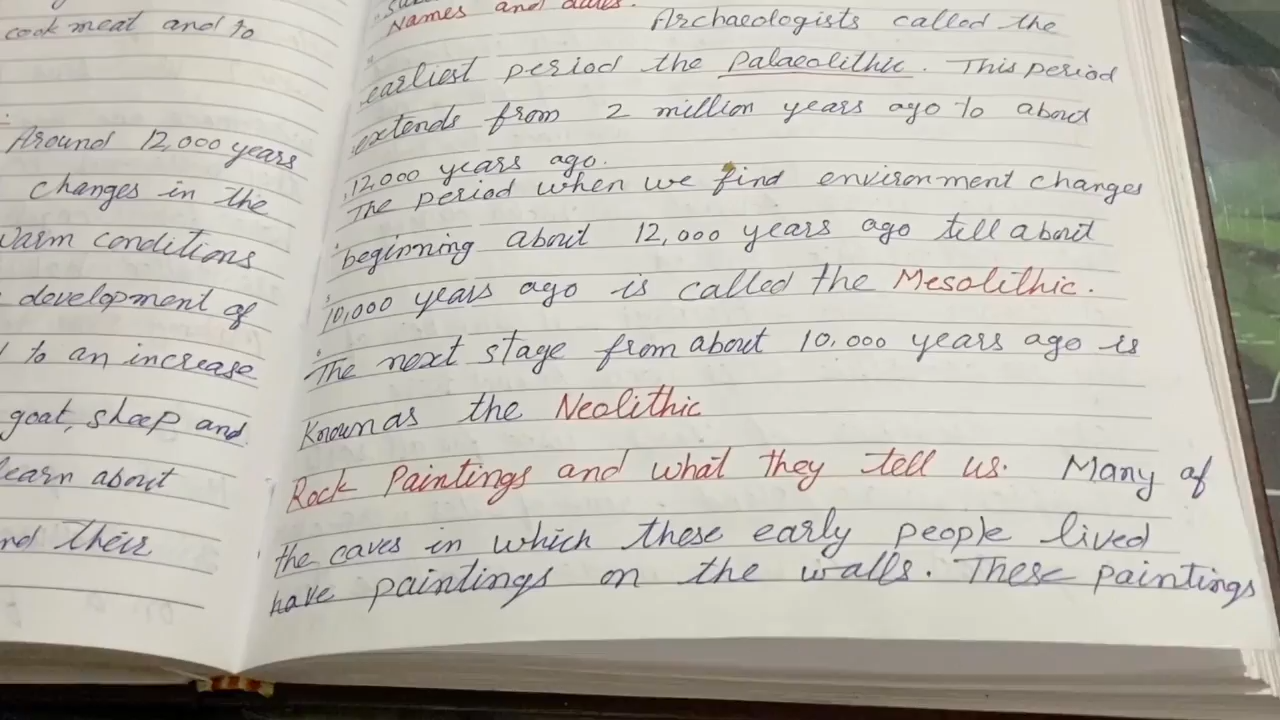 cook meat and to
Around 12,000 years
changes in the
warm conditions
development of
to an increase
goat, sheep and
learn about
their
Names and dates.
Archaeologists called the
earliest period the Palaeolithic. This period
extends from 2 million years ago to about
12,000 years ago.
The period when we find environment changes
beginning about 12,000 years ago tell about
10,000 years ago is called the Mesolithic.
The next stage from about 10,000 years ago is
Known as the Neolithic
Rock Paintings and what they tell us. Many of
the caves in which these early people lived
have paintings on the walls. These paintings